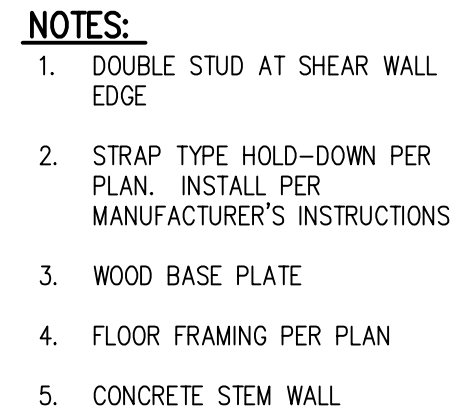 NOTES:
1. DOUBLE STUD AT SHEAR WALL
EDGE
2. STRAP TYPE HOLD-DOWN PER
PLAN. INSTALL PER
MANUFACTURER'S INSTRUCTIONS
3. WOOD BASE PLATE
4. FLOOR FRAMING PER PLAN
5. CONCRETE STEM WALL